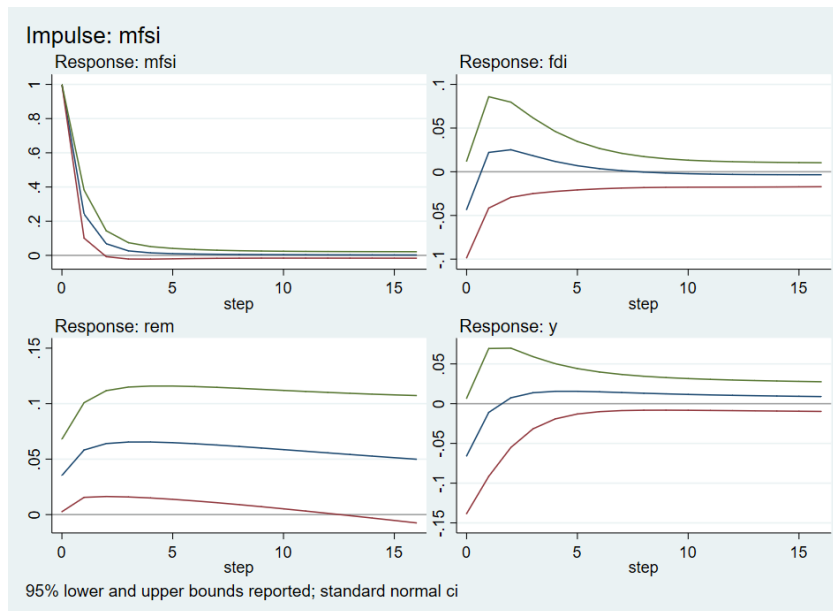 Impulse: mfsi
Response: mfsi
1
.8
.6
.4
.2
0
0 5 10 15
step
Response: fdi
.1
.05
0
-.05
-.1
0 5 10 15
step
Response: rem
.15
.1
.05
0
0 5 10 15
step
Response: y
.05
0
-.05
-.1
-.15
0 5 10 15
step
95% lower and upper bounds reported; standard normal ci